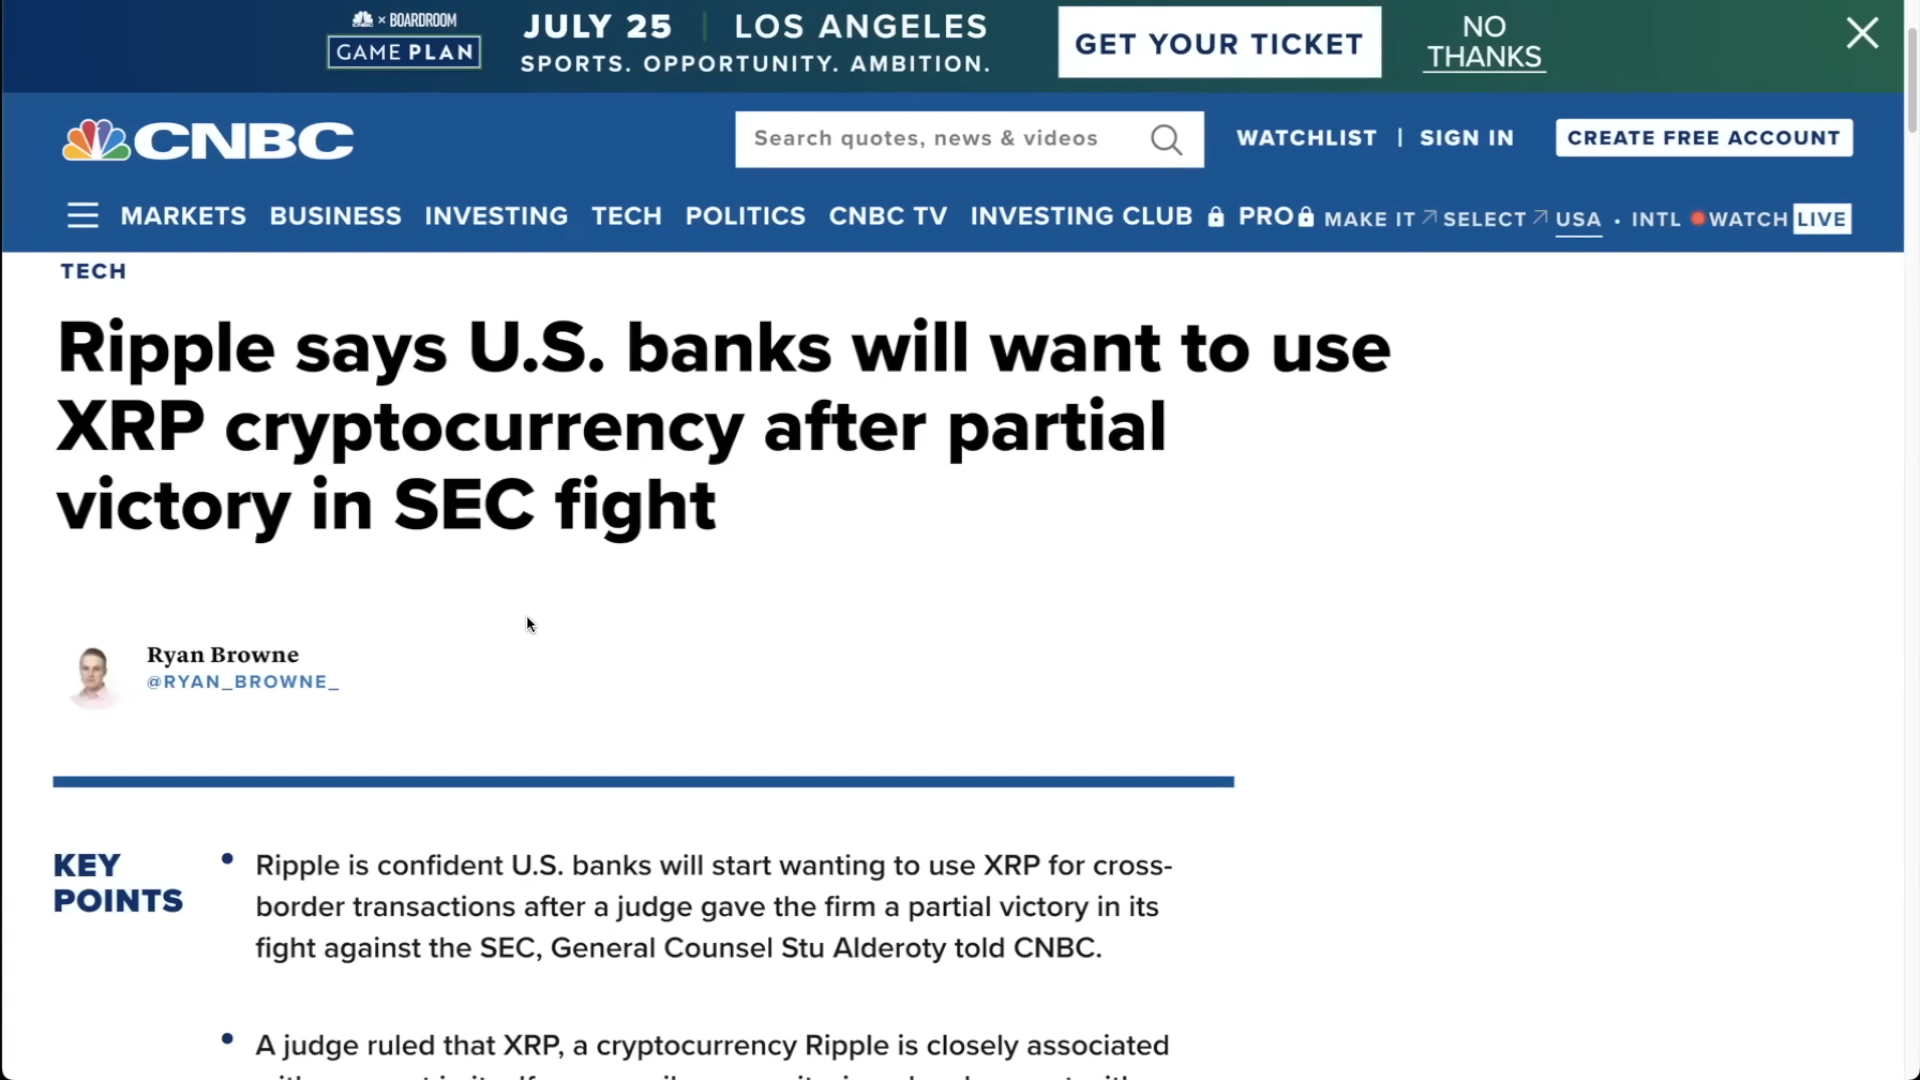 × BOARDROOM
GAME PLAN
JULY 25 | LOS ANGELES
SPORTS. OPPORTUNITY. AMBITION.
GET YOUR TICKET
NO
THANKS
CNBC
Search quotes, news & videos
WATCHLIST | SIGN IN
CREATE FREE ACCOUNT
MARKETS BUSINESS INVESTING TECH POLITICS CNBC TV INVESTING CLUB PRO MAKE IT SELECT USA • INTL WATCH LIVE
TECH
Ripple says U.S. banks will want to use
XRP cryptocurrency after partial
victory in SEC fight
Ryan Browne
@RYAN_BROWNE_
KEY
POINTS
• Ripple is confident U.S. banks will start wanting to use XRP for cross-
border transactions after a judge gave the firm a partial victory in its
fight against the SEC, General Counsel Stu Alderoty told CNBC.
• A judge ruled that XRP, a cryptocurrency Ripple is closely associated